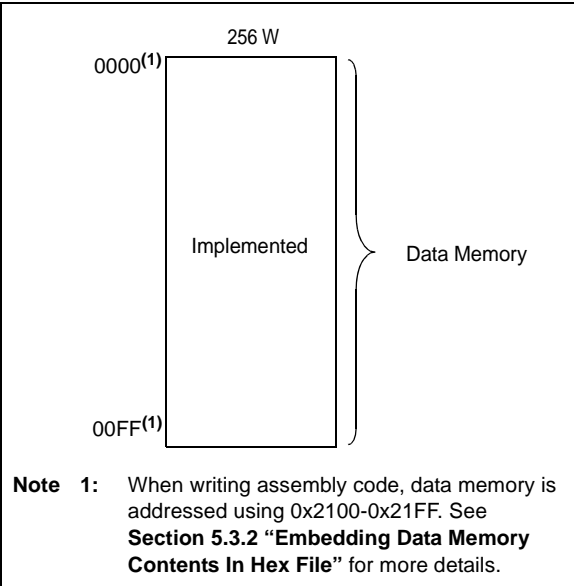 256 W
0000(1)
Implemented
Data Memory
00FF(1)
Note 1: When writing assembly code, data memory is
addressed using 0x2100-0x21FF. See
Section 5.3.2 “Embedding Data Memory
Contents In Hex File” for more details.